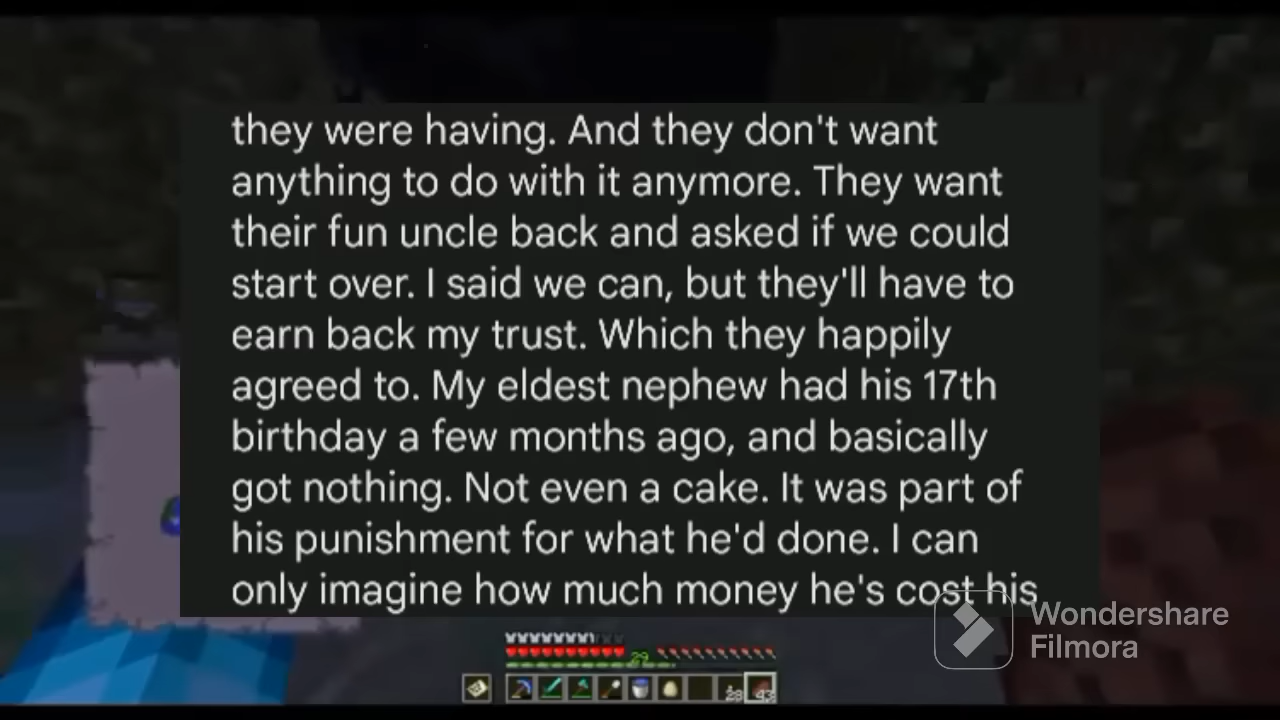 they were having. And they don't want
anything to do with it anymore. They want
their fun uncle back and asked if we could
start over. I said we can, but they'll have to
earn back my trust. Which they happily
agreed to. My eldest nephew had his 17th
birthday a few months ago, and basically
got nothing. Not even a cake. It was part of
his punishment for what he'd done. I can
only imagine how much money he's cost his
Wondershare
Filmora
29
28
43